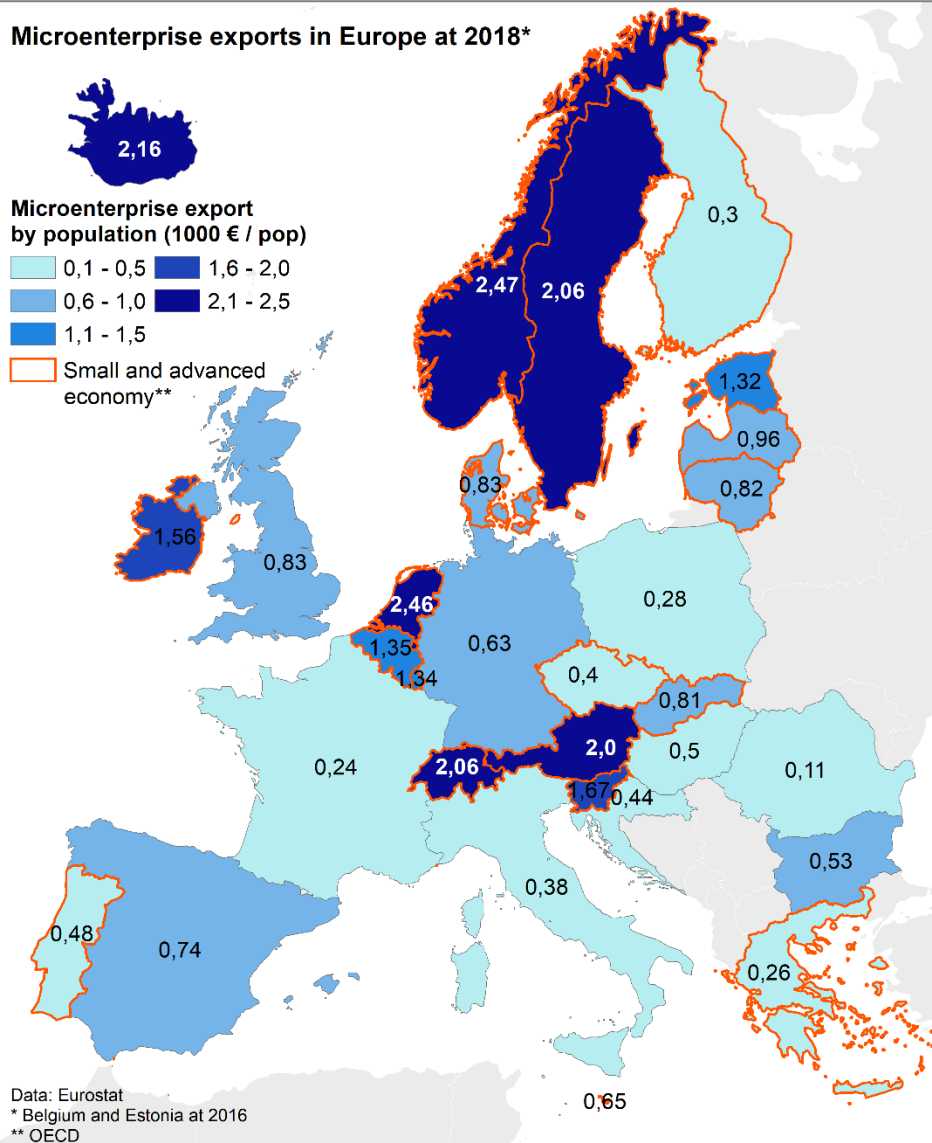 Microenterprise exports in Europe at 2018*
2,16
Microenterprise export
by population (1000 € / pop)
0,1 - 0,5
1,6 - 2,0
0,6 - 1,0
2,1 - 2,5
1,1 - 1,5
Small and advanced
economy**
0,3
2,47
2,06
1,32
0,96
0,83
0,82
1,56
0,83
2,46
0,28
1,35
0,63
1,34
0,4
0,81
2,0
0,5
2,06
0,24
0,11
1,67
0,44
0,53
0,38
0,48
0,74
0,26
0,65
Data: Eurostat
* Belgium and Estonia at 2016
** OECD